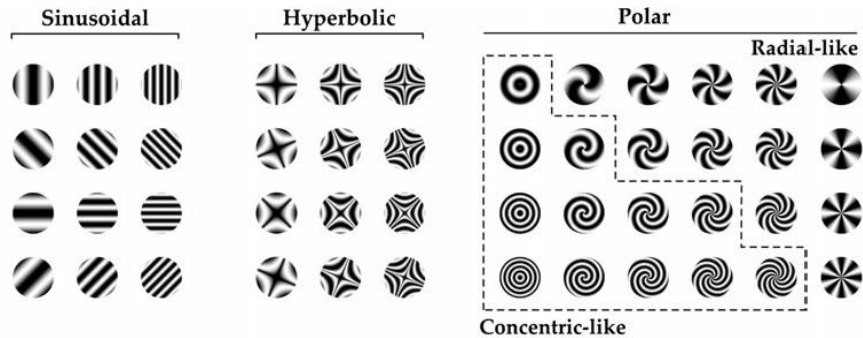 Sinusoidal
Hyperbolic
Polar
Radial-like
Concentric-like